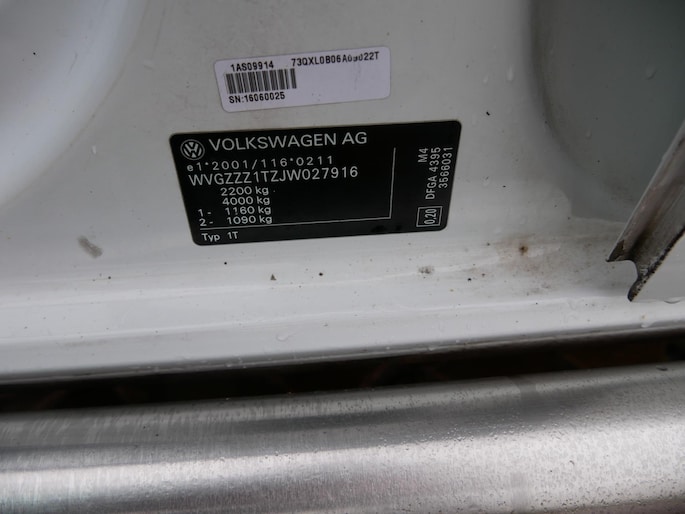 1AS09914 73QXL0B06A09022T
SN:16060025
VOLKSWAGEN AG
e1*2001/116*0211
WVGZZZ1TZJW027916
2200 kg
4000 kg
1- 1160 kg
2- 1090 kg
Typ 1T
M4
DFGA 4395
0.20 3566031